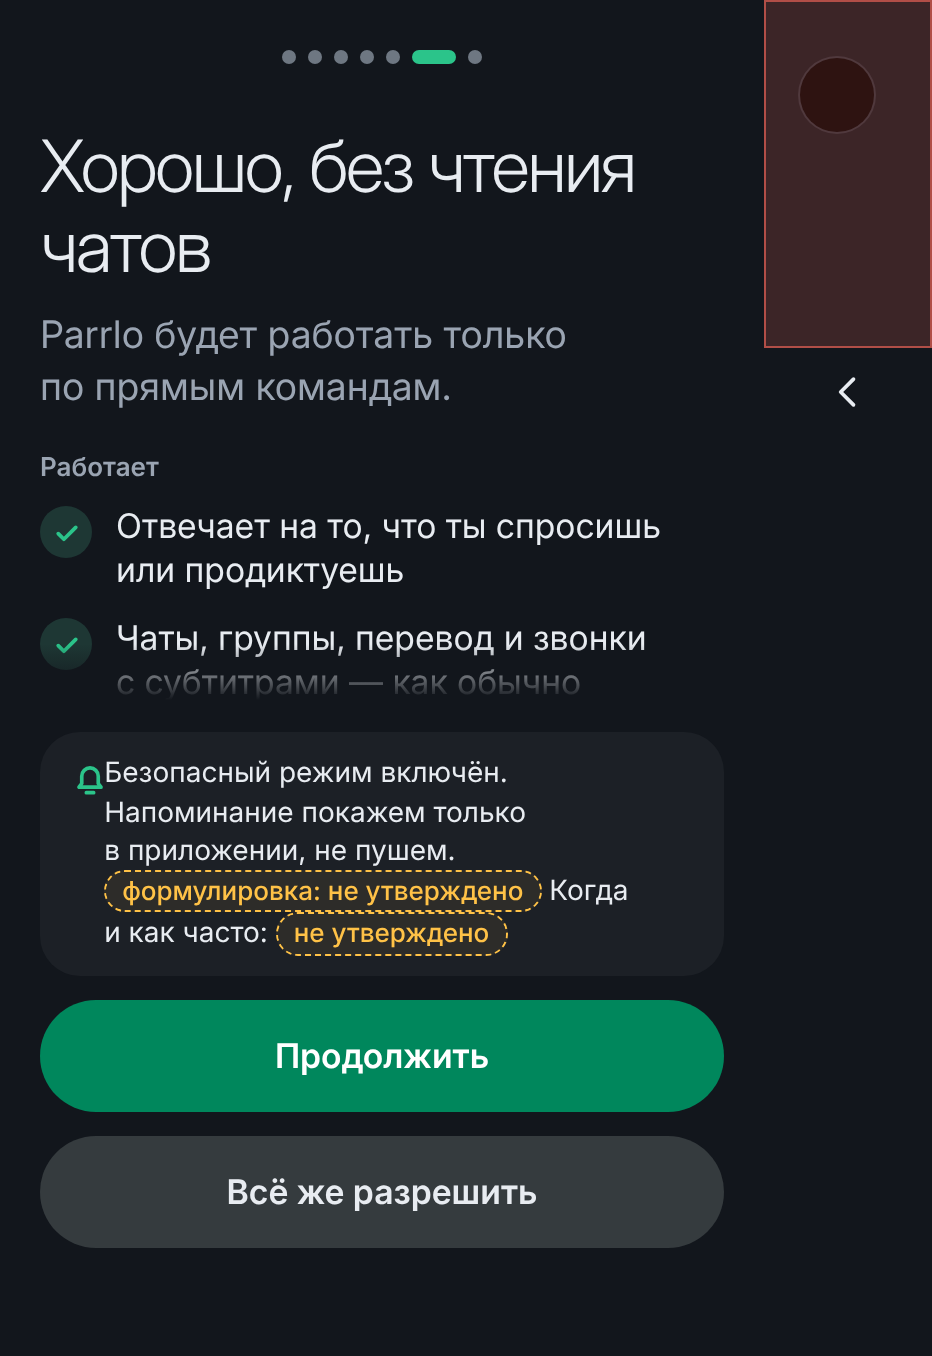 Хорошо, без чтения
чатов
Parrlo будет работать только
по прямым командам.
Работает
Отвечает на то, что ты спросишь
или продиктуешь
Чаты, группы, перевод и звонки
с субтитрами — как обычно
Безопасный режим включён.
Напоминание покажем только
в приложении, не пушем.
формулировка: не утверждено Когда
и как часто: не утверждено
Продолжить
Всё же разрешить